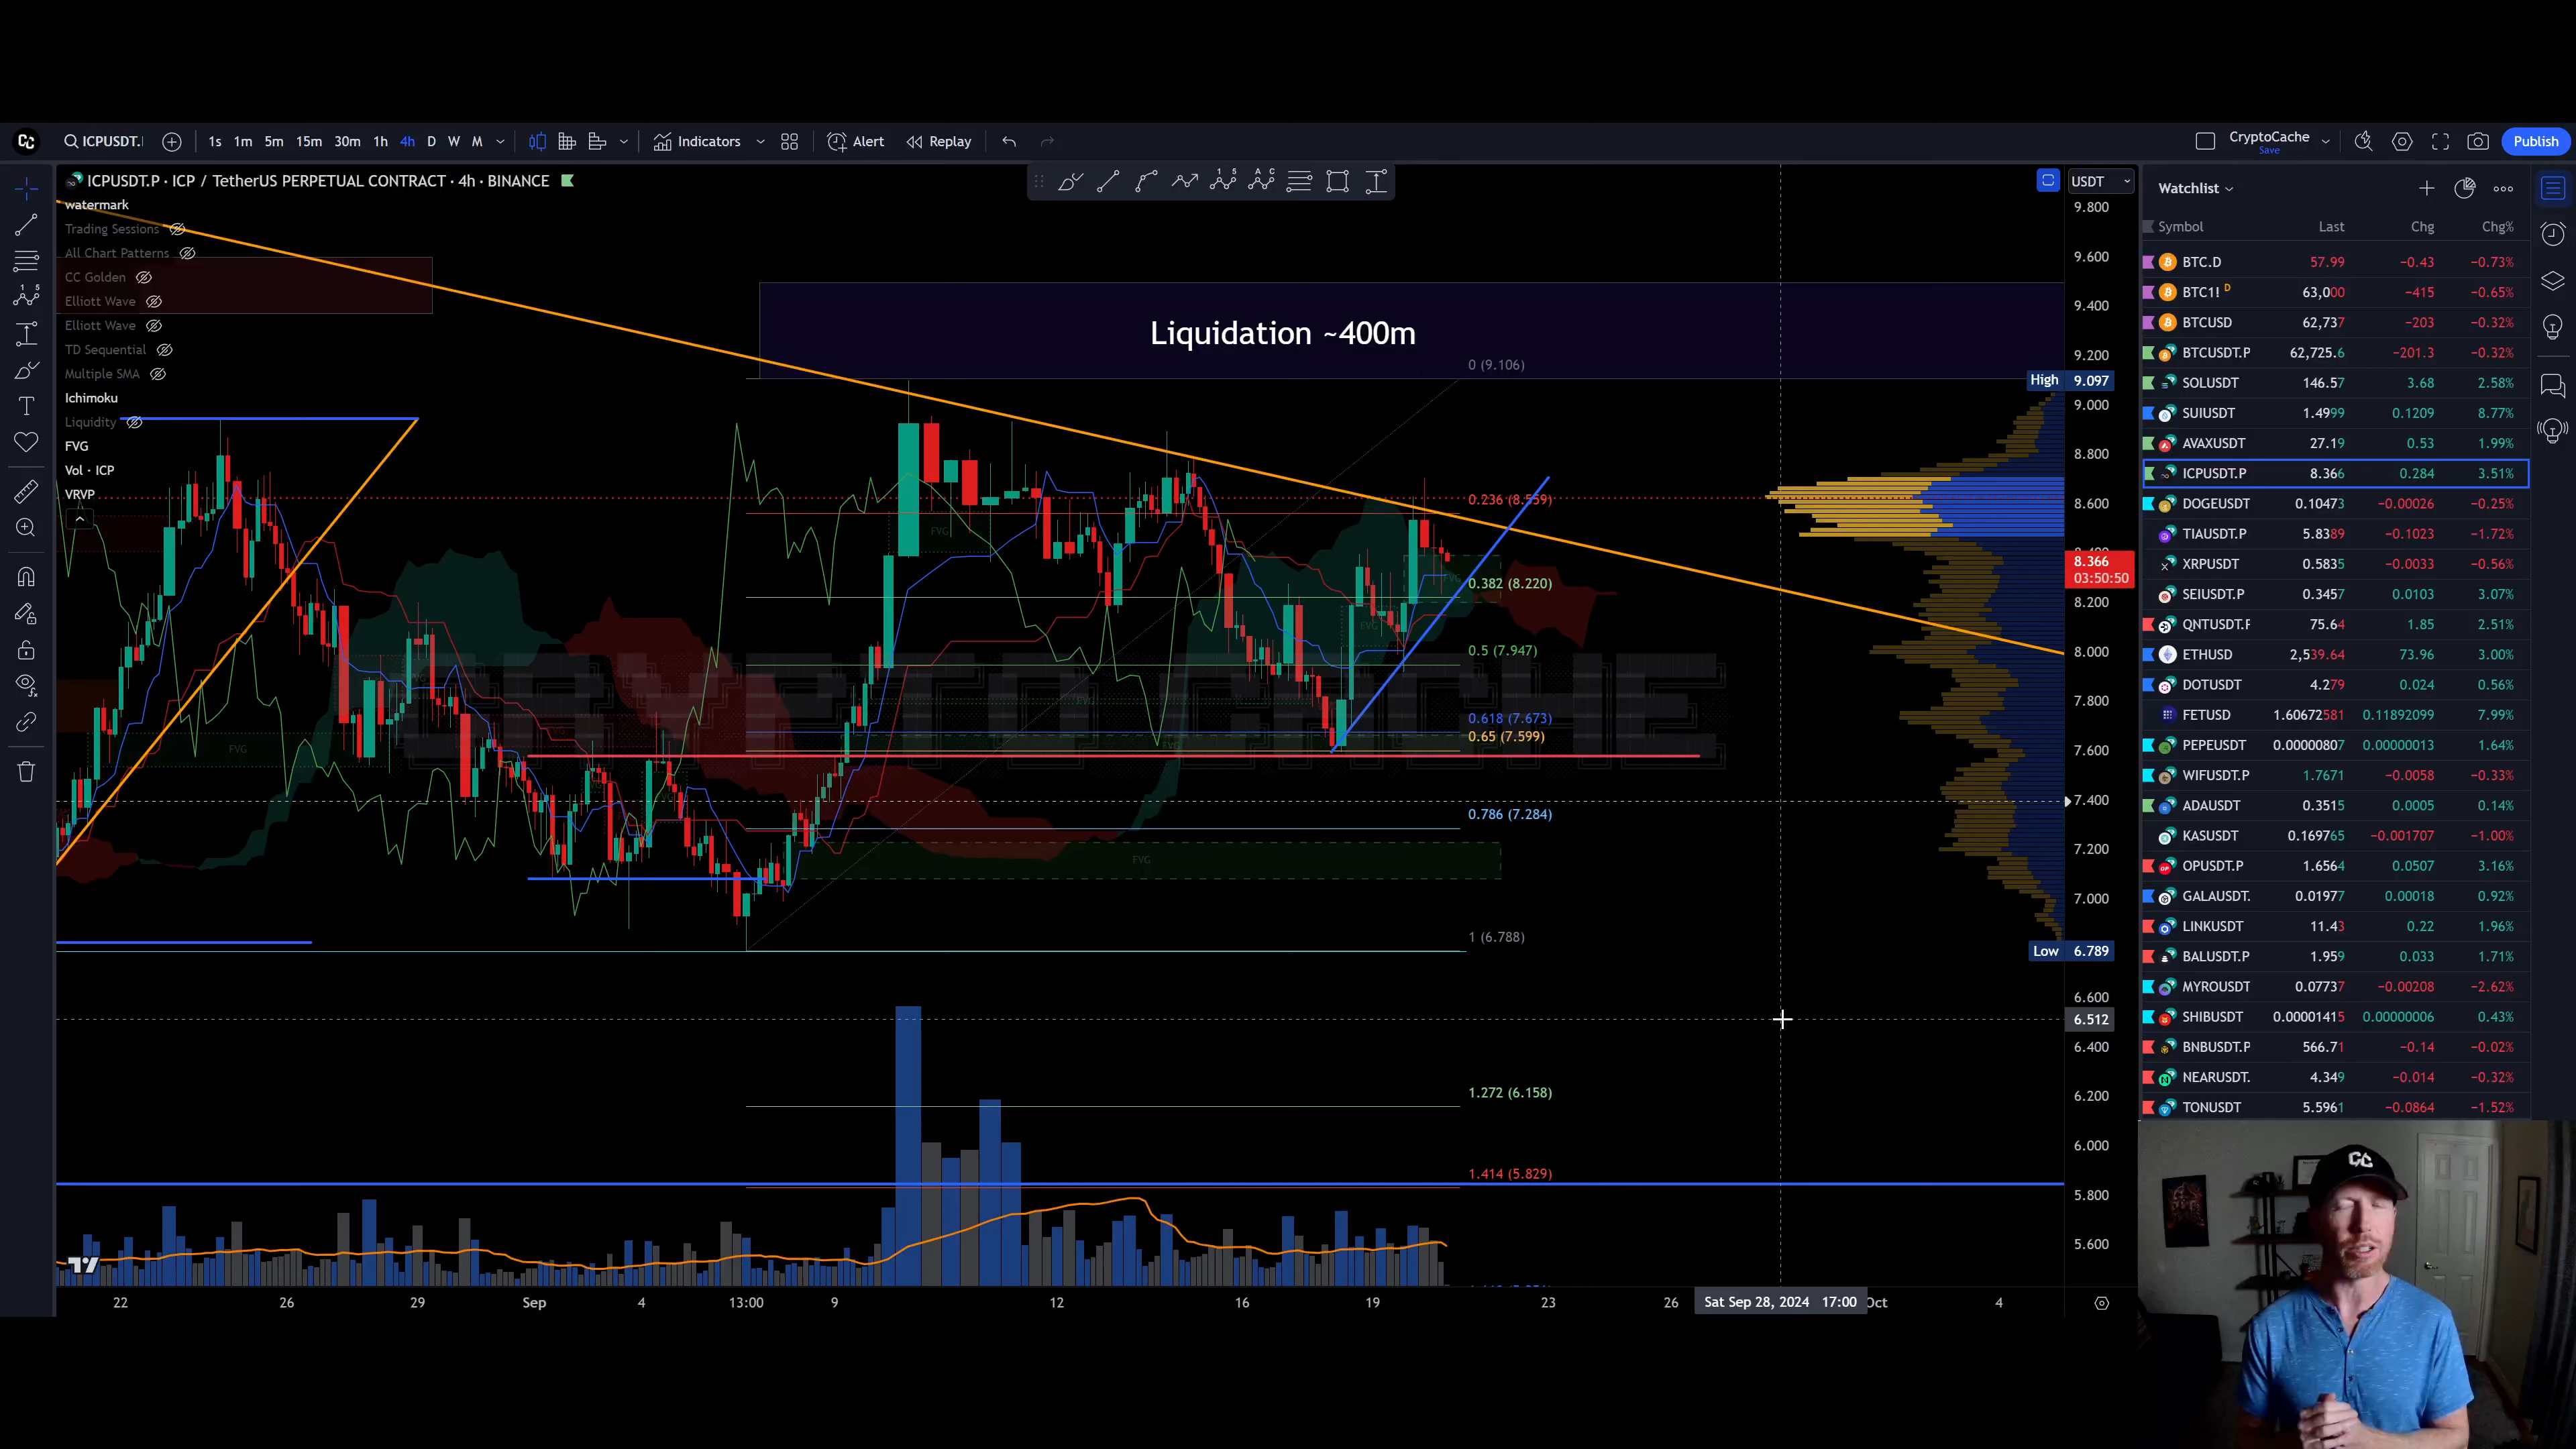 CC ICPUSDT. 1s 1m 5m 15m 30m 1h 4h D W M Indicators Alert Replay CryptoCache Save Publish
ICPUSDT.P · ICP / TetherUS PERPETUAL CONTRACT · 4h · BINANCE
watermark
Trading Sessions
All Chart Patterns
CC Golden
Elliott Wave
Elliott Wave
TD Sequential
Multiple SMA
Ichimoku
Liquidity
FVG
Vol · ICP
VRVP
Liquidation ~400m
0 (9.106)
0.236 (8.559)
0.382 (8.220)
0.5 (7.947)
0.618 (7.673)
0.65 (7.599)
0.786 (7.284)
1 (6.788)
1.272 (6.158)
1.414 (5.829)
FVG
FVG
FVG
FVG
CRYPTO CACHE
USDT
9.800
9.600
9.400
9.200
High 9.097
9.000
8.800
8.600
8.366
03:50:50
8.200
8.000
7.800
7.600
7.400
7.200
7.000
Low 6.789
6.600
6.512
6.400
6.200
6.000
5.800
5.600
22 26 29 Sep 4 13:00 9 12 16 19 23 26 Sat Sep 28, 2024 17:00 Oct 4
Watchlist
Symbol Last Chg Chg%
BTC.D 57.99 −0.43 −0.73%
BTC1! D 63,000 −415 −0.65%
BTCUSD 62,737 −203 −0.32%
BTCUSDT.P 62,725.6 −201.3 −0.32%
SOLUSDT 146.57 3.68 2.58%
SUIUSDT 1.4999 0.1209 8.77%
AVAXUSDT 27.19 0.53 1.99%
ICPUSDT.P 8.366 0.284 3.51%
DOGEUSDT 0.10473 −0.00026 −0.25%
TIAUSDT.P 5.8389 −0.1023 −1.72%
XRPUSDT 0.5835 −0.0033 −0.56%
SEIUSDT.P 0.3457 0.0103 3.07%
QNTUSDT.P 75.64 1.85 2.51%
ETHUSD 2,539.64 73.96 3.00%
DOTUSDT 4.279 0.024 0.56%
FETUSD 1.60672581 0.11892099 7.99%
PEPEUSDT 0.00000807 0.00000013 1.64%
WIFUSDT.P 1.7671 −0.0058 −0.33%
ADAUSDT 0.3515 0.0005 0.14%
KASUSDT 0.169765 −0.001707 −1.00%
OPUSDT.P 1.6564 0.0507 3.16%
GALAUSDT. 0.01977 0.00018 0.92%
LINKUSDT 11.43 0.22 1.96%
BALUSDT.P 1.959 0.033 1.71%
MYROUSDT 0.07737 −0.00208 −2.62%
SHIBUSDT 0.00001415 0.00000006 0.43%
BNBUSDT.P 566.71 −0.14 −0.02%
NEARUSDT. 4.349 −0.014 −0.32%
TONUSDT 5.5961 −0.0864 −1.52%
CC